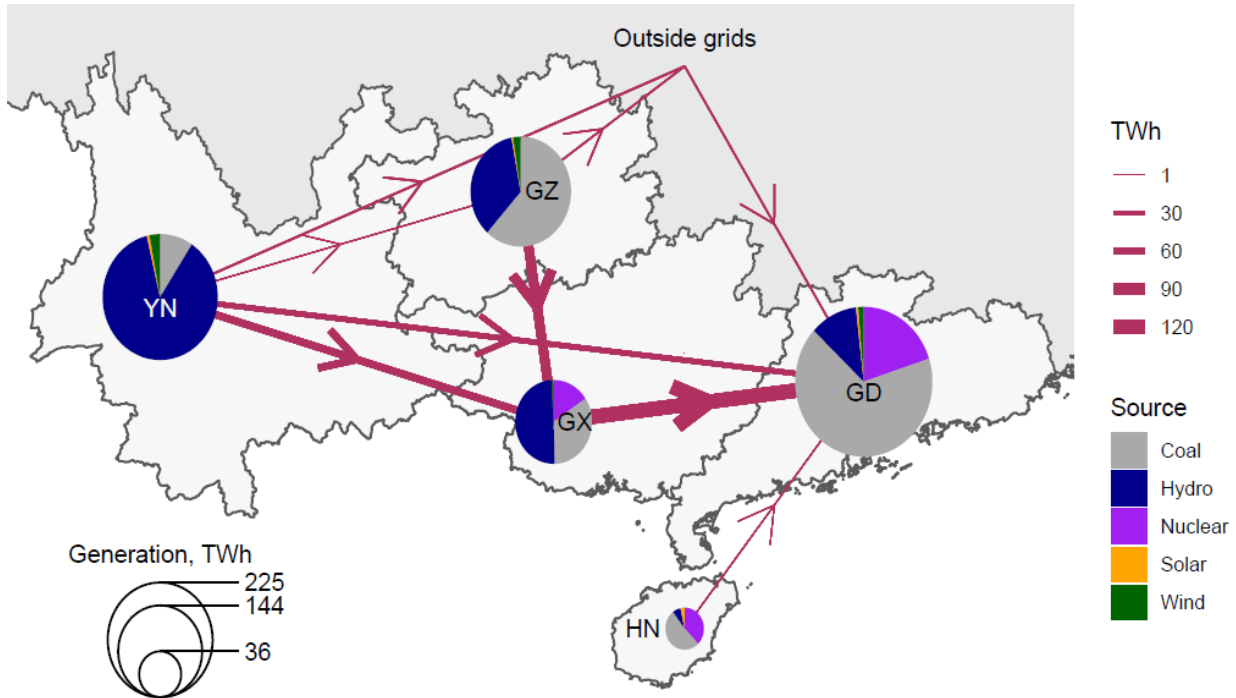 Outside grids
GZ
YN
GX
GD
HN
Generation, TWh
225
144
36
TWh
1
30
60
90
120
Source
Coal
Hydro
Nuclear
Solar
Wind